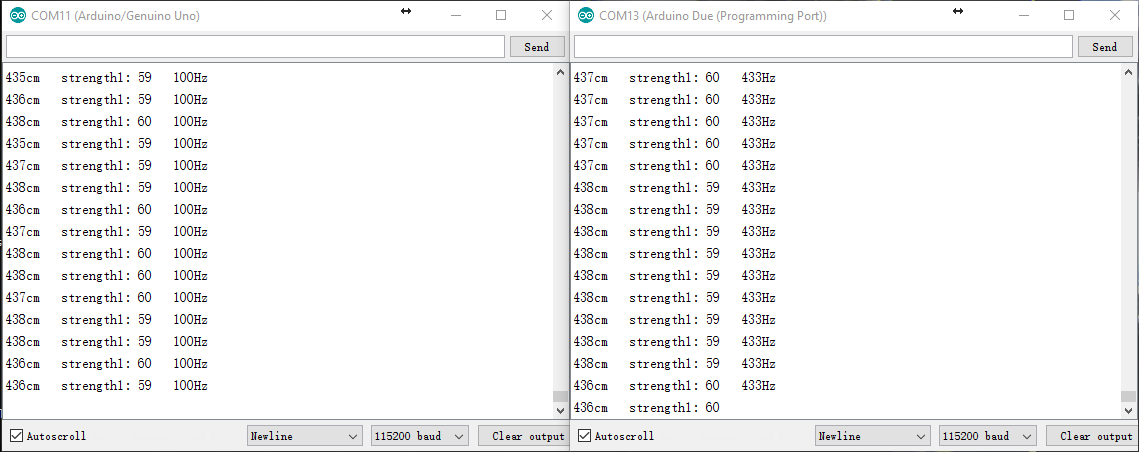 COM11 (Arduino/Genuino Uno)
Send
435cm strength1: 59 100Hz
436cm strength1: 59 100Hz
438cm strength1: 60 100Hz
435cm strength1: 59 100Hz
437cm strength1: 59 100Hz
438cm strength1: 59 100Hz
436cm strength1: 60 100Hz
437cm strength1: 59 100Hz
438cm strength1: 60 100Hz
438cm strength1: 60 100Hz
437cm strength1: 60 100Hz
438cm strength1: 59 100Hz
438cm strength1: 59 100Hz
436cm strength1: 60 100Hz
436cm strength1: 59 100Hz
Autoscroll
Newline
115200 baud
Clear output
COM13 (Arduino Due (Programming Port))
Send
437cm strength1: 60 433Hz
437cm strength1: 60 433Hz
437cm strength1: 60 433Hz
437cm strength1: 60 433Hz
437cm strength1: 60 433Hz
438cm strength1: 59 433Hz
438cm strength1: 59 433Hz
438cm strength1: 59 433Hz
438cm strength1: 59 433Hz
438cm strength1: 59 433Hz
438cm strength1: 59 433Hz
438cm strength1: 59 433Hz
438cm strength1: 59 433Hz
438cm strength1: 59 433Hz
436cm strength1: 60 433Hz
436cm strength1: 60
Autoscroll
Newline
115200 baud
Clear output